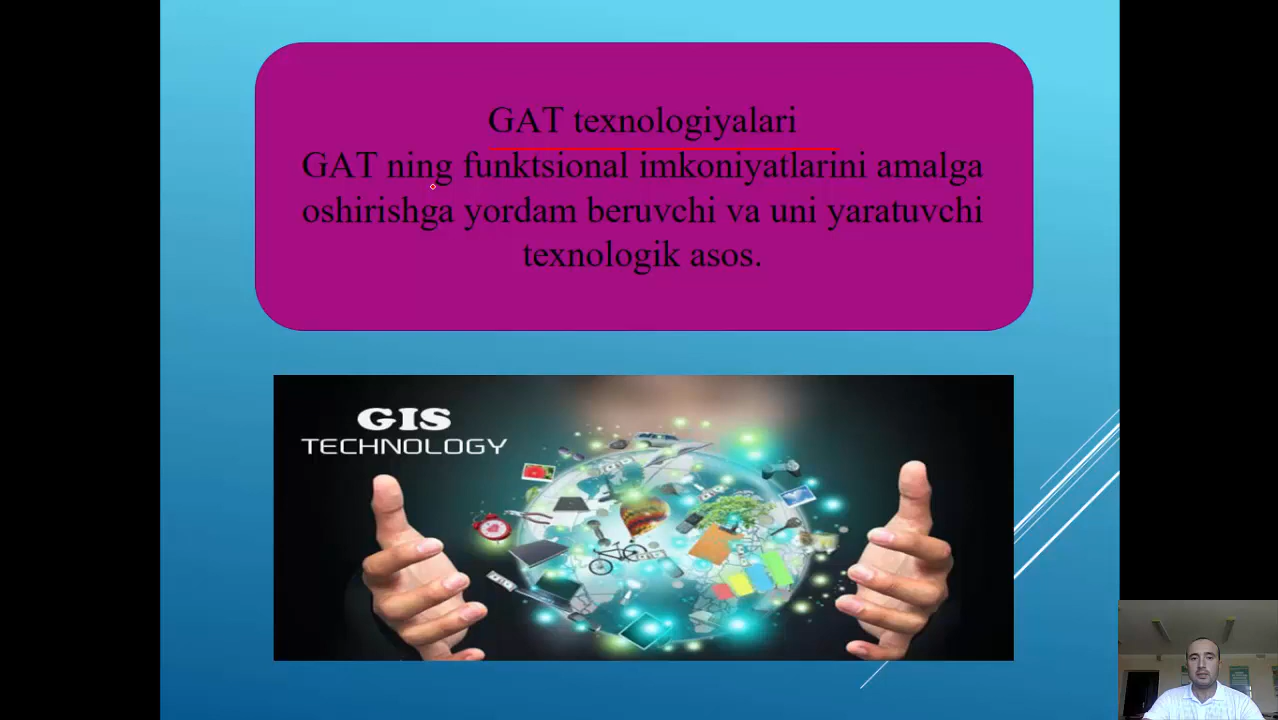 GAT texnologiyalari
GAT ning funktsional imkoniyatlarini amalga
oshirishga yordam beruvchi va uni yaratuvchi
texnologik asos.
GIS
TECHNOLOGY